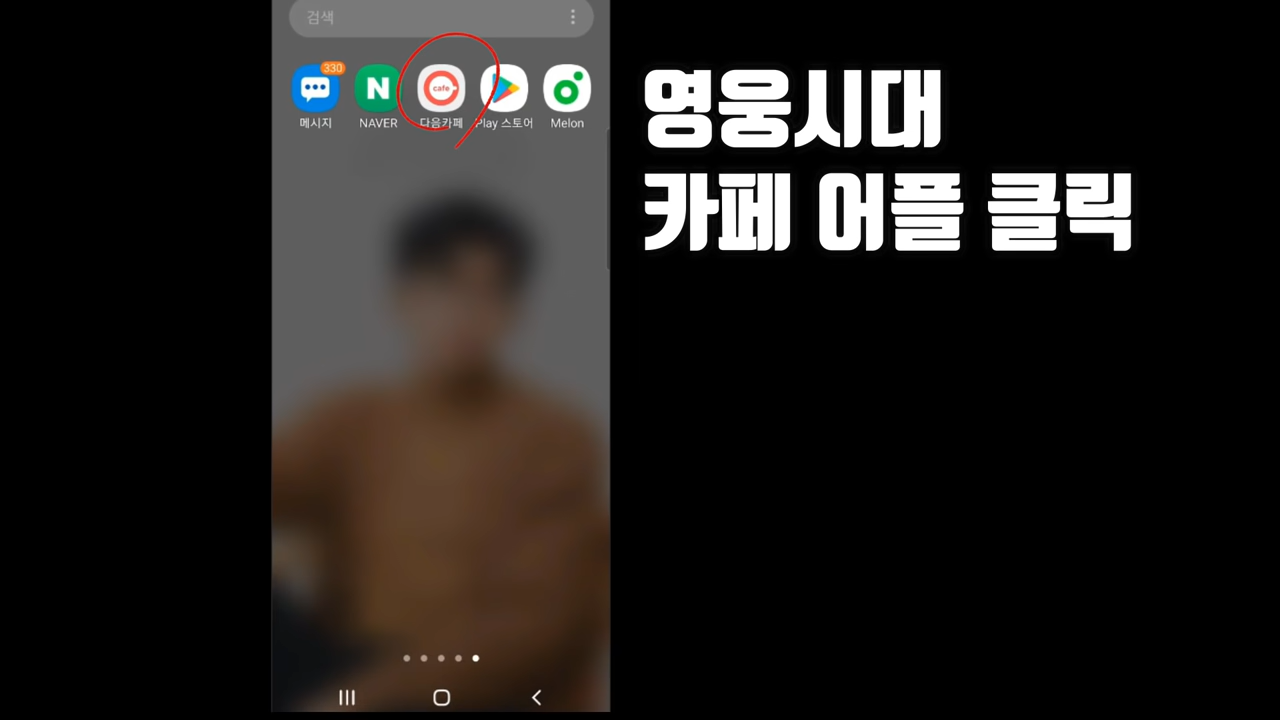 검색
330
N
cafe
메시지
NAVER
다음카페
Play 스토어
Melon
영웅시대
카페 어플 클릭